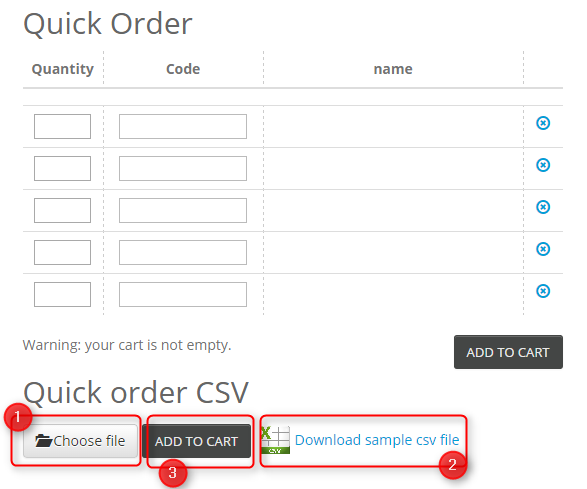 Quick Order
Quantity Code name
Warning: your cart is not empty.
ADD TO CART
Quick order CSV
1
Choose file ADD TO CART X CSV Download sample csv file
3 2